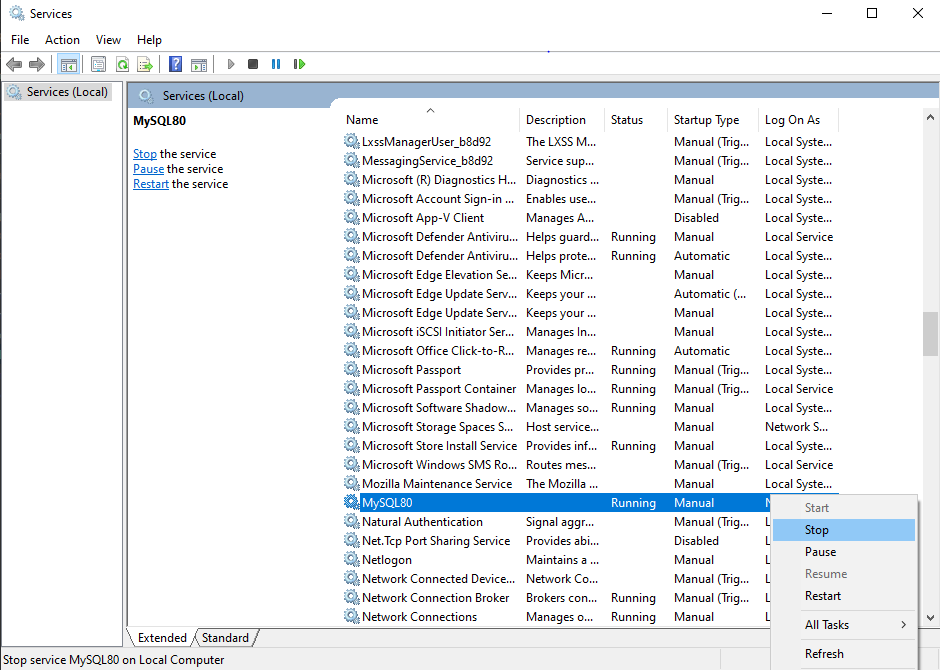 Services
File Action View Help
Services (Local)
Services (Local)
MySQL80
Stop the service
Pause the service
Restart the service
Name Description Status Startup Type Log On As
LxssManagerUser_b8d92 The LXSS M... Manual (Trig... Local Syste...
MessagingService_b8d92 Service sup... Manual (Trig... Local Syste...
Microsoft (R) Diagnostics H... Diagnostics ... Manual Local Syste...
Microsoft Account Sign-in ... Enables use... Manual (Trig... Local Syste...
Microsoft App-V Client Manages A... Disabled Local Syste...
Microsoft Defender Antiviru... Helps guard... Running Manual Local Service
Microsoft Defender Antiviru... Helps prote... Running Automatic Local Syste...
Microsoft Edge Elevation Se... Keeps Micr... Manual Local Syste...
Microsoft Edge Update Serv... Keeps your ... Automatic (... Local Syste...
Microsoft Edge Update Serv... Keeps your ... Manual Local Syste...
Microsoft iSCSI Initiator Ser... Manages In... Manual Local Syste...
Microsoft Office Click-to-R... Manages re... Running Automatic Local Syste...
Microsoft Passport Provides pr... Running Manual (Trig... Local Syste...
Microsoft Passport Container Manages lo... Running Manual (Trig... Local Service
Microsoft Software Shadow... Manages so... Running Manual Local Syste...
Microsoft Storage Spaces S... Host service... Manual Network S...
Microsoft Store Install Service Provides inf... Running Manual Local Syste...
Microsoft Windows SMS Ro... Routes mes... Manual (Trig... Local Service
Mozilla Maintenance Service The Mozilla ... Manual Local Syste...
MySQL80 Running Manual N
Natural Authentication Signal aggr... Manual (Trig... L
Net.Tcp Port Sharing Service Provides abi... Disabled L
Netlogon Maintains a ... Manual L
Network Connected Device... Network Co... Manual (Trig... L
Network Connection Broker Brokers con... Running Manual (Trig... L
Network Connections Manages o... Running Manual L
Start
Stop
Pause
Resume
Restart
All Tasks
Refresh
Extended Standard
Stop service MySQL80 on Local Computer